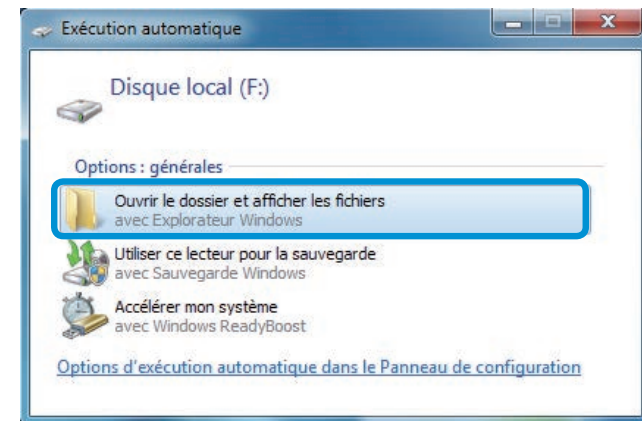 Exécution automatique
Disque local (F:)
Options : générales
Ouvrir le dossier et afficher les fichiers
avec Explorateur Windows
Utiliser ce lecteur pour la sauvegarde
avec Sauvegarde Windows
Accélérer mon système
avec Windows ReadyBoost
Options d'exécution automatique dans le Panneau de configuration